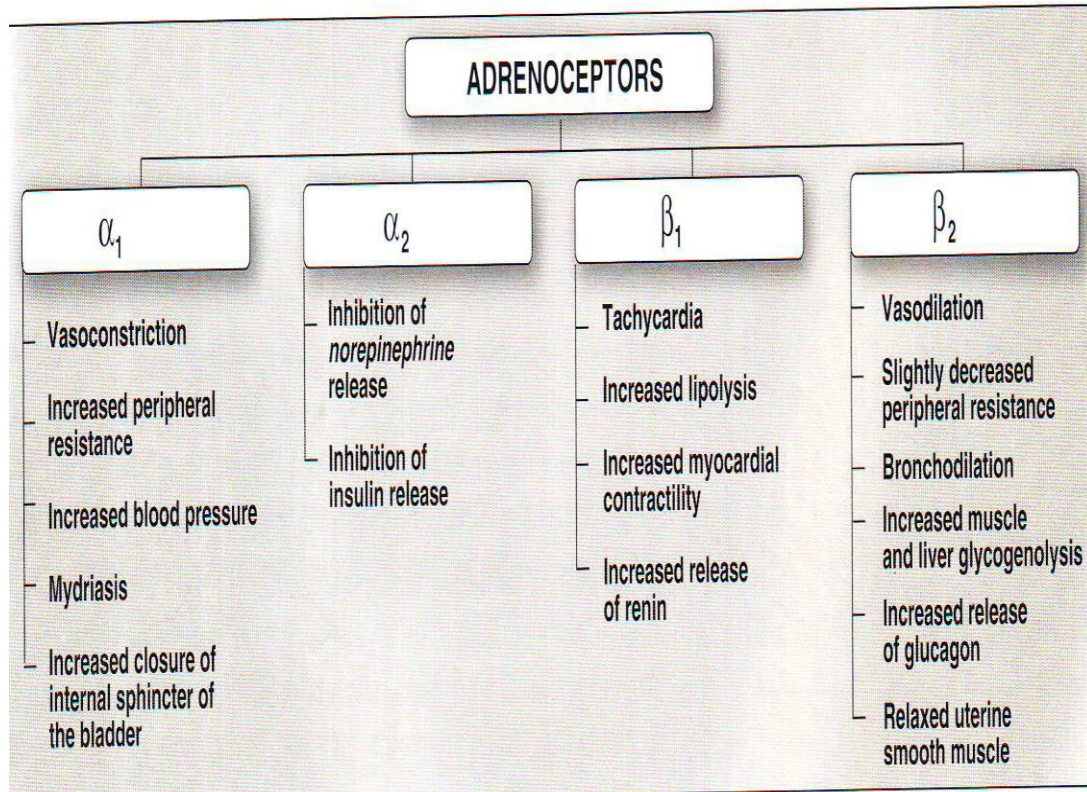 ADRENOCEPTORS
α1
Vasoconstriction
Increased peripheral
resistance
Increased blood pressure
Mydriasis
Increased closure of
internal sphincter of
the bladder
α2
Inhibition of
norepinephrine
release
Inhibition of
insulin release
β1
Tachycardia
Increased lipolysis
Increased myocardial
contractility
Increased release
of renin
β2
Vasodilation
Slightly decreased
peripheral resistance
Bronchodilation
Increased muscle
and liver glycogenolysis
Increased release
of glucagon
Relaxed uterine
smooth muscle